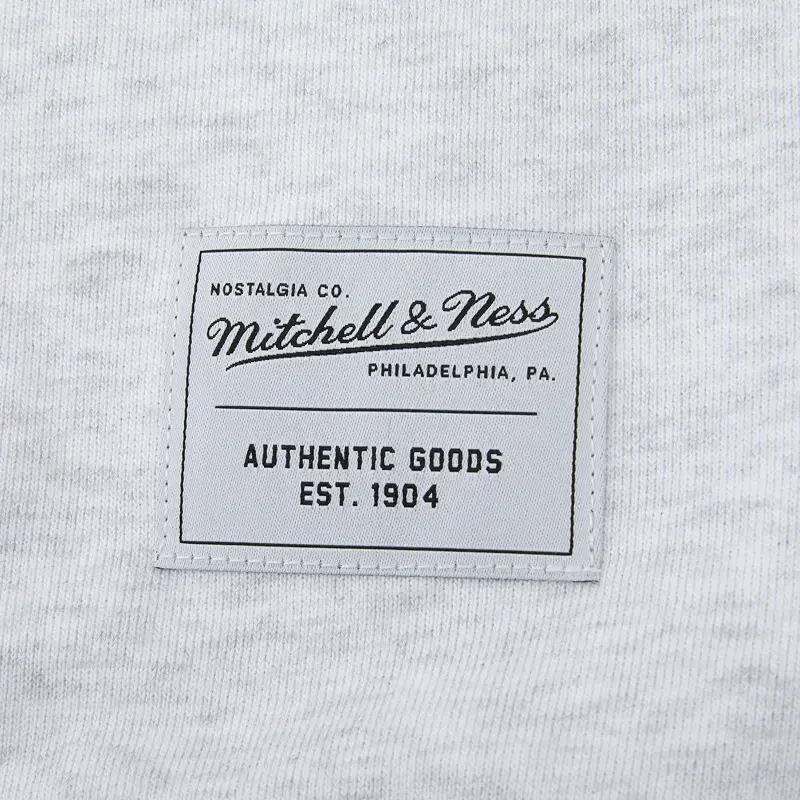 NOSTALGIA CO.
Mitchell & Ness
PHILADELPHIA, PA.
AUTHENTIC GOODS
EST. 1904